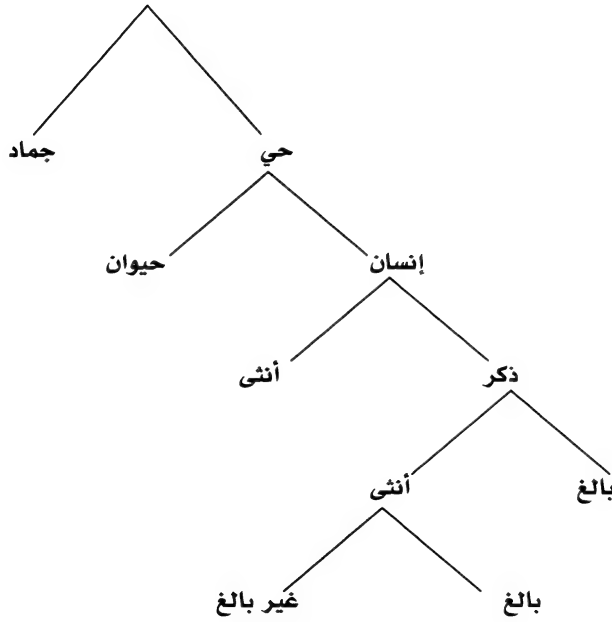 حي جماد
إنسان حيوان
ذكر أنثى
بالغ أنثى
بالغ غير بالغ